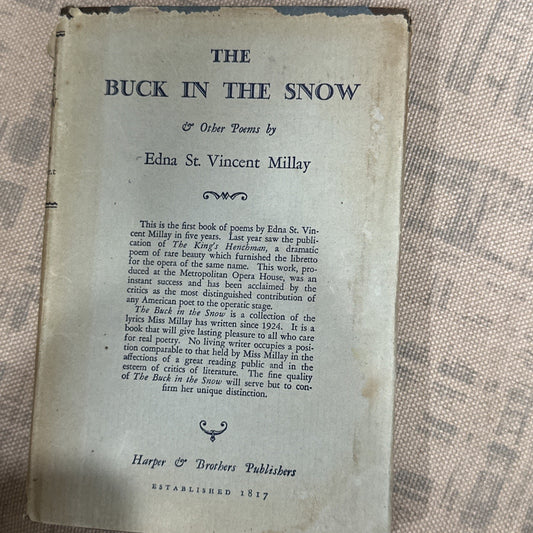 THE
BUCK IN THE SNOW
& Other Poems by
Edna St. Vincent Millay
This is the first book of poems by Edna St. Vin-
cent Millay in five years. Last year saw the publi-
cation of The King's Henchman, a dramatic
poem of rare beauty which furnished the libretto
for the opera of the same name. This work, pro-
duced at the Metropolitan Opera House, was an
instant success and has been acclaimed by the
critics as the most distinguished contribution of
any American poet to the operatic stage.
The Buck in the Snow is a collection of the
lyrics Miss Millay has written since 1924. It is a
book that will give lasting pleasure to all who care
for real poetry. No living writer occupies a posi-
tion comparable to that held by Miss Millay in the
affections of a great reading public and in the
esteem of critics of literature. The fine quality
of The Buck in the Snow will serve but to con-
firm her unique distinction.
Harper & Brothers Publishers
ESTABLISHED 1817